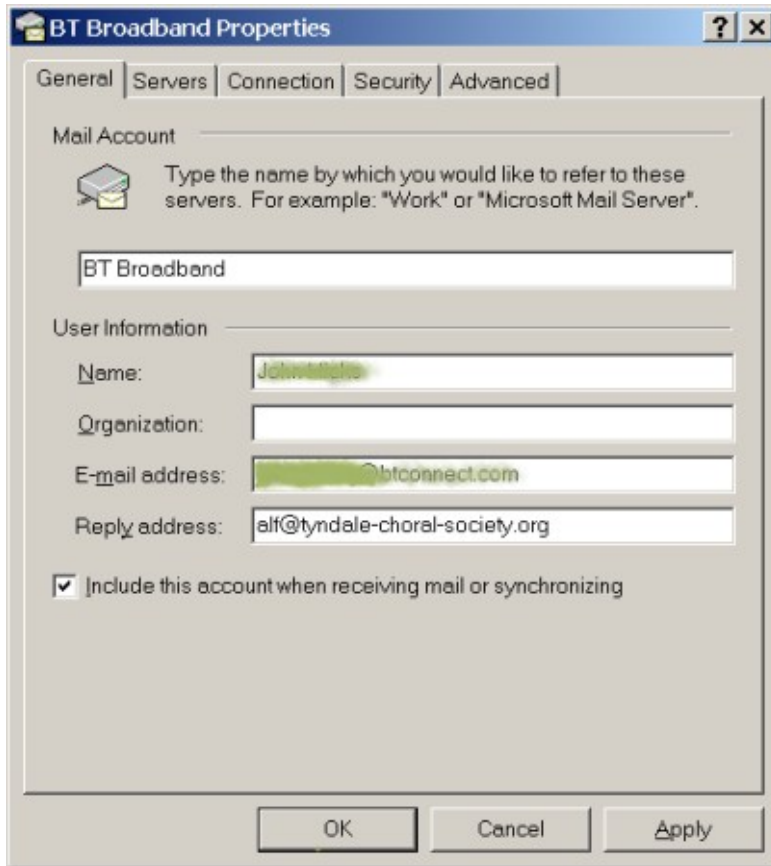 BT Broadband Properties
General Servers Connection Security Advanced
Mail Account
Type the name by which you would like to refer to these
servers. For example: "Work" or "Microsoft Mail Server".
BT Broadband
User Information
Name:
Organization:
E-mail address: @btconnect.com
Reply address: alf@tyndale-choral-society.org
Include this account when receiving mail or synchronizing
OK Cancel Apply